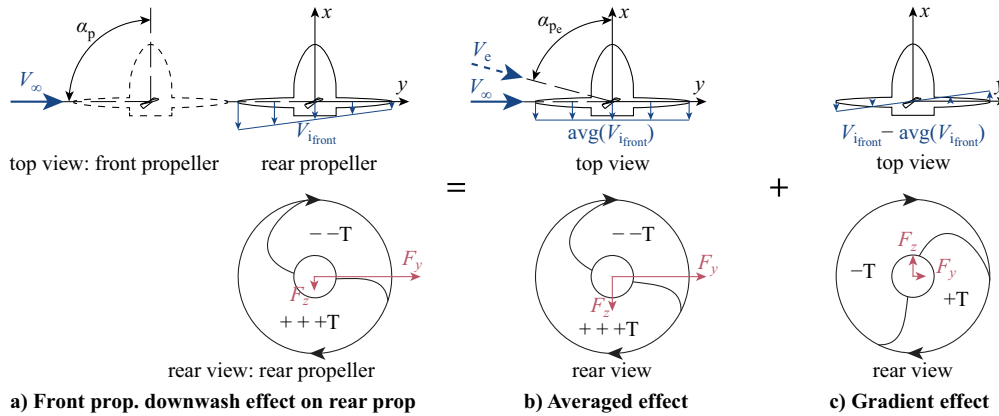 x
x
x
α_p
α_pe
V_e
V_∞
y
V_∞
y
y
V_i_front
avg(V_i_front)
V_i_front − avg(V_i_front)
top view: front propeller
rear propeller
top view
top view
=
+
− −T
− −T
F_y
F_z
F_y
F_z
F_z
F_y
−T
+T
+ + +T
+ + +T
rear view: rear propeller
rear view
rear view
a) Front prop. downwash effect on rear prop
b) Averaged effect
c) Gradient effect